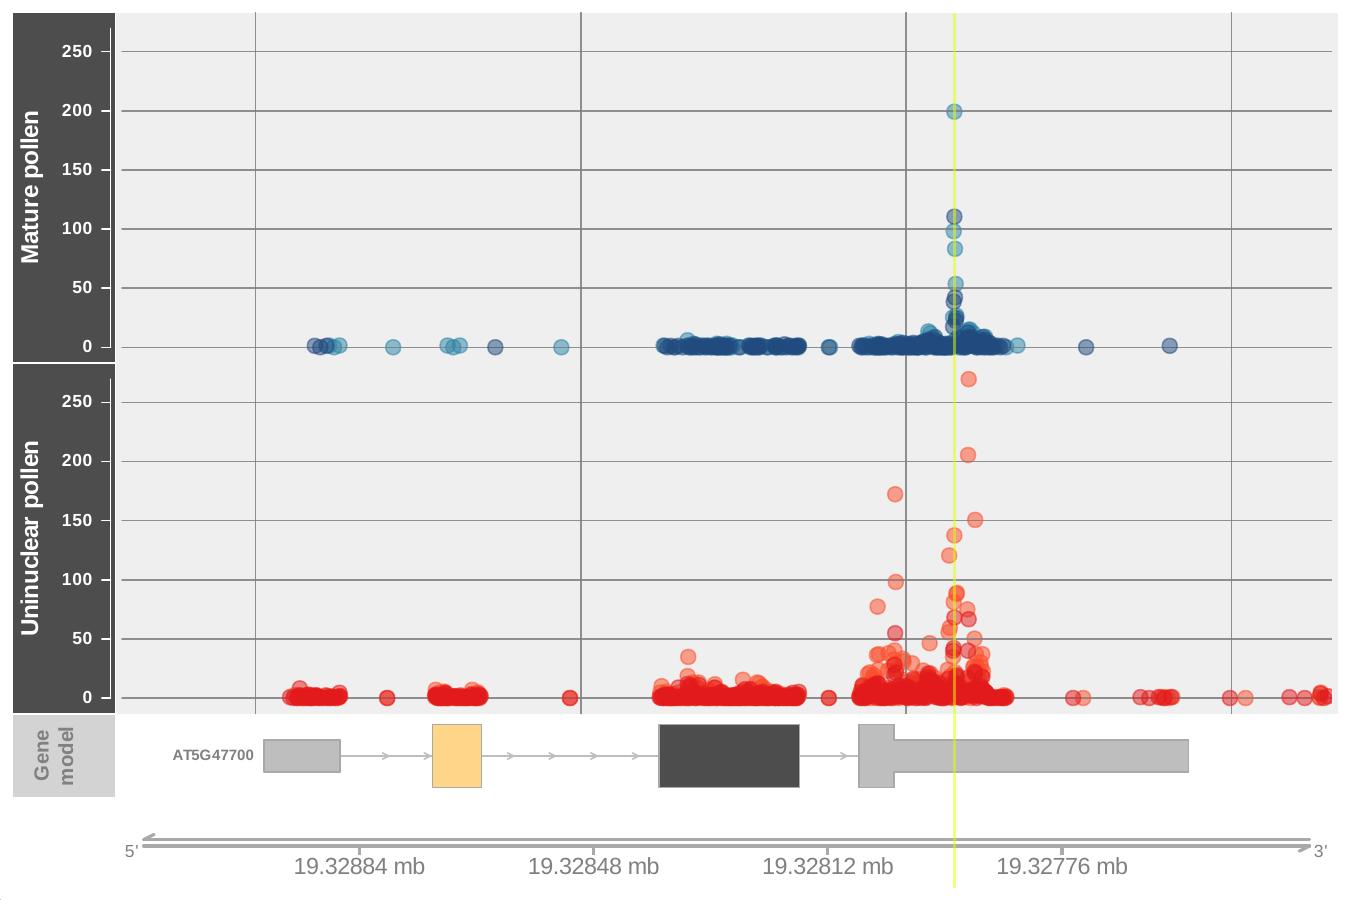 250
200
150
100
50
0
Mature pollen
250
200
150
100
50
0
Uninuclear pollen
Gene
model
AT5G47700
5'
3'
19.32884 mb
19.32848 mb
19.32812 mb
19.32776 mb